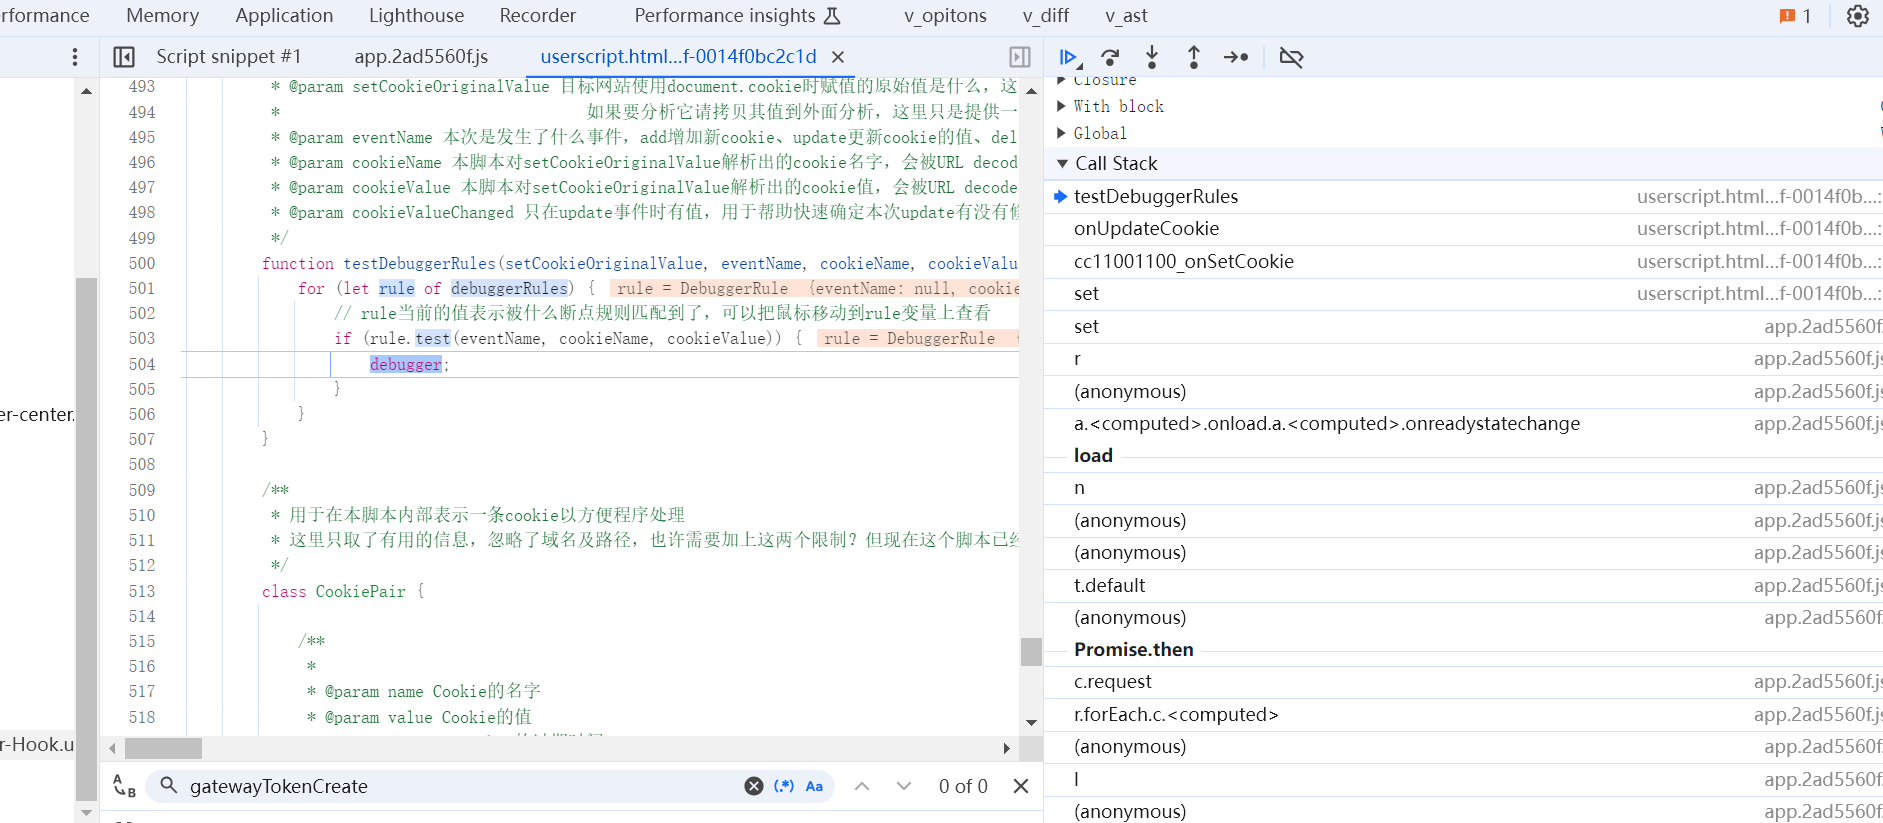 rformance Memory Application Lighthouse Recorder Performance insights v_opitons v_diff v_ast 1
Script snippet #1 app.2ad5560f.js userscript.html...f-0014f0bc2c1d
493 * @param setCookieOriginalValue 目标网站使用document.cookie时赋值的原始值是什么，这
494 * 如果要分析它请拷贝其值到外面分析，这里只是提供一
495 * @param eventName 本次是发生了什么事件，add增加新cookie、update更新cookie的值、del
496 * @param cookieName 本脚本对setCookieOriginalValue解析出的cookie名字，会被URL decod
497 * @param cookieValue 本脚本对setCookieOriginalValue解析出的cookie值，会被URL decode
498 * @param cookieValueChanged 只在update事件时有值，用于帮助快速确定本次update有没有修
499 */
500 function testDebuggerRules(setCookieOriginalValue, eventName, cookieName, cookieValu
501 for (let rule of debuggerRules) { rule = DebuggerRule {eventName: null, cookie
502 // rule当前的值表示被什么断点规则匹配到了，可以把鼠标移动到rule变量上查看
503 if (rule.test(eventName, cookieName, cookieValue)) { rule = DebuggerRule {
504 debugger;
505 }
506 }
507 }
508
509 /**
510 * 用于在本脚本内部表示一条cookie以方便程序处理
511 * 这里只取了有用的信息，忽略了域名及路径，也许需要加上这两个限制？但现在这个脚本已经
512 */
513 class CookiePair {
514
515 /**
516 *
517 * @param name Cookie的名字
518 * @param value Cookie的值
er-center.
r-Hook.u
gatewayTokenCreate (.*) Aa 0 of 0
Closure
With block
Global
Call Stack
testDebuggerRules userscript.html...f-0014f0b...:
onUpdateCookie userscript.html...f-0014f0b...:
cc11001100_onSetCookie userscript.html...f-0014f0b...:
set userscript.html...f-0014f0b...:
set app.2ad5560f.
r app.2ad5560f.js
(anonymous) app.2ad5560f.js
a.<computed>.onload.a.<computed>.onreadystatechange app.2ad5560f.js
load
n app.2ad5560f.js
(anonymous) app.2ad5560f.js
(anonymous) app.2ad5560f.js
t.default app.2ad5560f.js
(anonymous) app.2ad5560f.
Promise.then
c.request app.2ad5560f.js
r.forEach.c.<computed> app.2ad5560f.js
(anonymous) app.2ad5560f.
l app.2ad5560f.
(anonymous) app.2ad5560f.